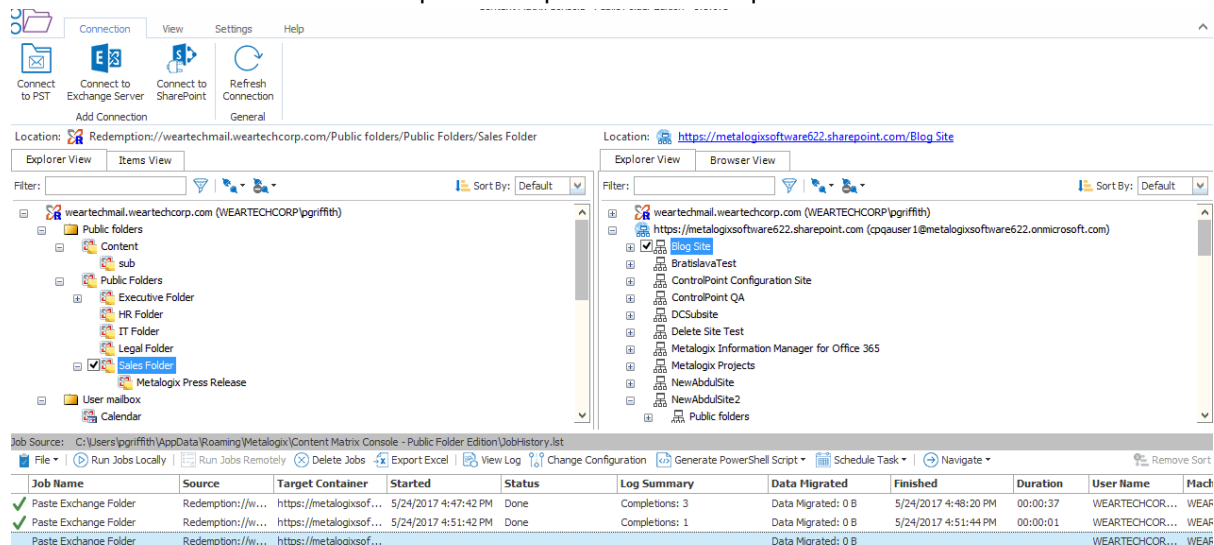 Connection View Settings Help
Connect to PST
Connect to Exchange Server
Connect to SharePoint
Refresh Connection
Add Connection General
Location: Redemption://weartechmail.weartechcorp.com/Public folders/Public Folders/Sales Folder
Location: https://metalogixsoftware622.sharepoint.com/Blog Site
Explorer View Items View
Explorer View Browser View
Filter: Sort By: Default
Filter: Sort By: Default
weartechmail.weartechcorp.com (WEARTECHCORP\pgriffith)
Public folders
Content
sub
Public Folders
Executive Folder
HR Folder
IT Folder
Legal Folder
Sales Folder
Metalogix Press Release
User mailbox
Calendar
weartechmail.weartechcorp.com (WEARTECHCORP\pgriffith)
https://metalogixsoftware622.sharepoint.com (cpqauser1@metalogixsoftware622.onmicrosoft.com)
Blog Site
BratislavaTest
ControlPoint Configuration Site
ControlPoint QA
DCSubsite
Delete Site Test
Metalogix Information Manager for Office 365
Metalogix Projects
NewAbdulSite
NewAbdulSite2
Public folders
Job Source: C:\Users\pgriffith\AppData\Roaming\Metalogix\Content Matrix Console - Public Folder Edition\JobHistory.lst
File Run Jobs Locally Run Jobs Remotely Delete Jobs Export Excel View Log Change Configuration Generate PowerShell Script Schedule Task Navigate Remove Sort
Job Name Source Target Container Started Status Log Summary Data Migrated Finished Duration User Name Mach
Paste Exchange Folder Redemption://w... https://metalogixsof... 5/24/2017 4:47:42 PM Done Completions: 3 Data Migrated: 0 B 5/24/2017 4:48:20 PM 00:00:37 WEARTECHCOR... WEAR
Paste Exchange Folder Redemption://w... https://metalogixsof... 5/24/2017 4:51:42 PM Done Completions: 1 Data Migrated: 0 B 5/24/2017 4:51:44 PM 00:00:01 WEARTECHCOR... WEAR
Paste Exchange Folder Redemption://w... https://metalogixsof... Data Migrated: 0 B WEARTECHCOR... WEAR